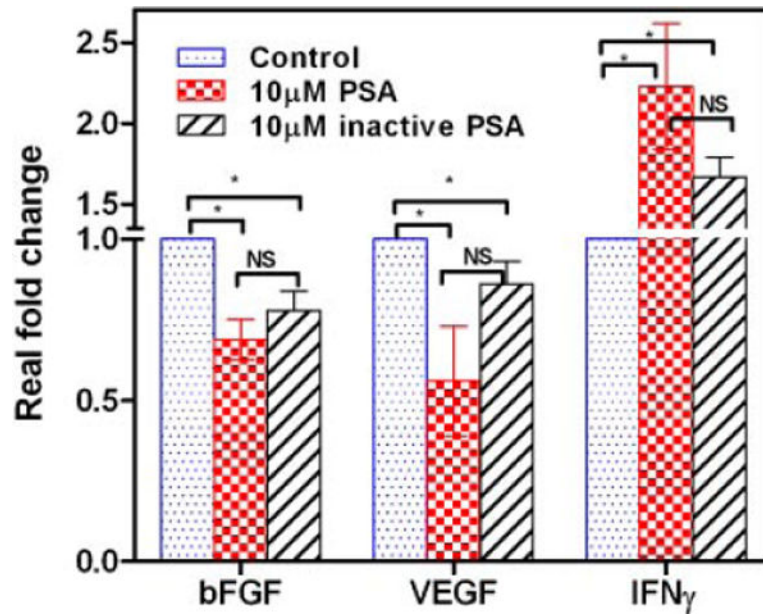 Control
10μM PSA
10μM inactive PSA
Real fold change
2.5
2.0
1.5
1.0
0.5
0.0
*
*
NS
*
*
NS
*
*
NS
bFGF
VEGF
IFNγ